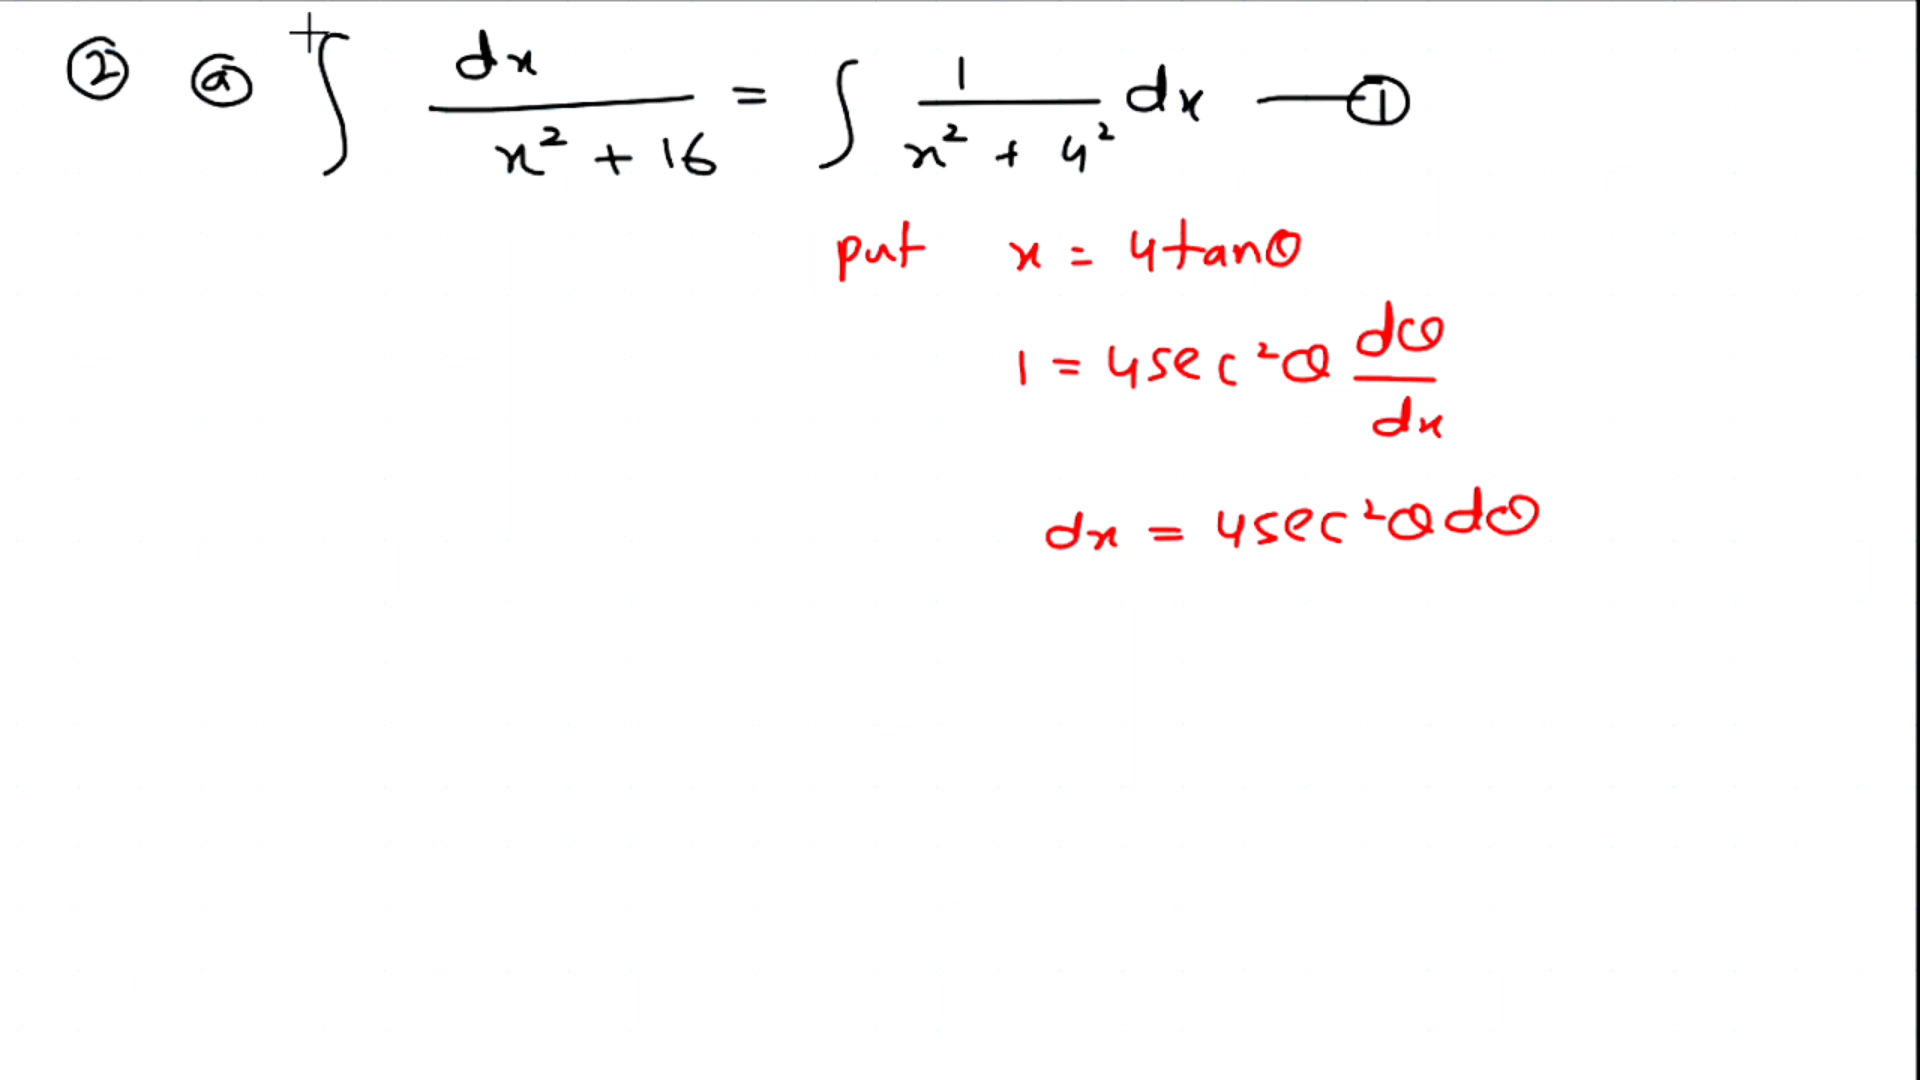 ② ⓐ ∫ dx / (x² + 16) = ∫ 1 / (x² + 4²) dx — ①
put x = 4tanθ
1 = 4sec²θ dθ/dx
dx = 4sec²θdθ